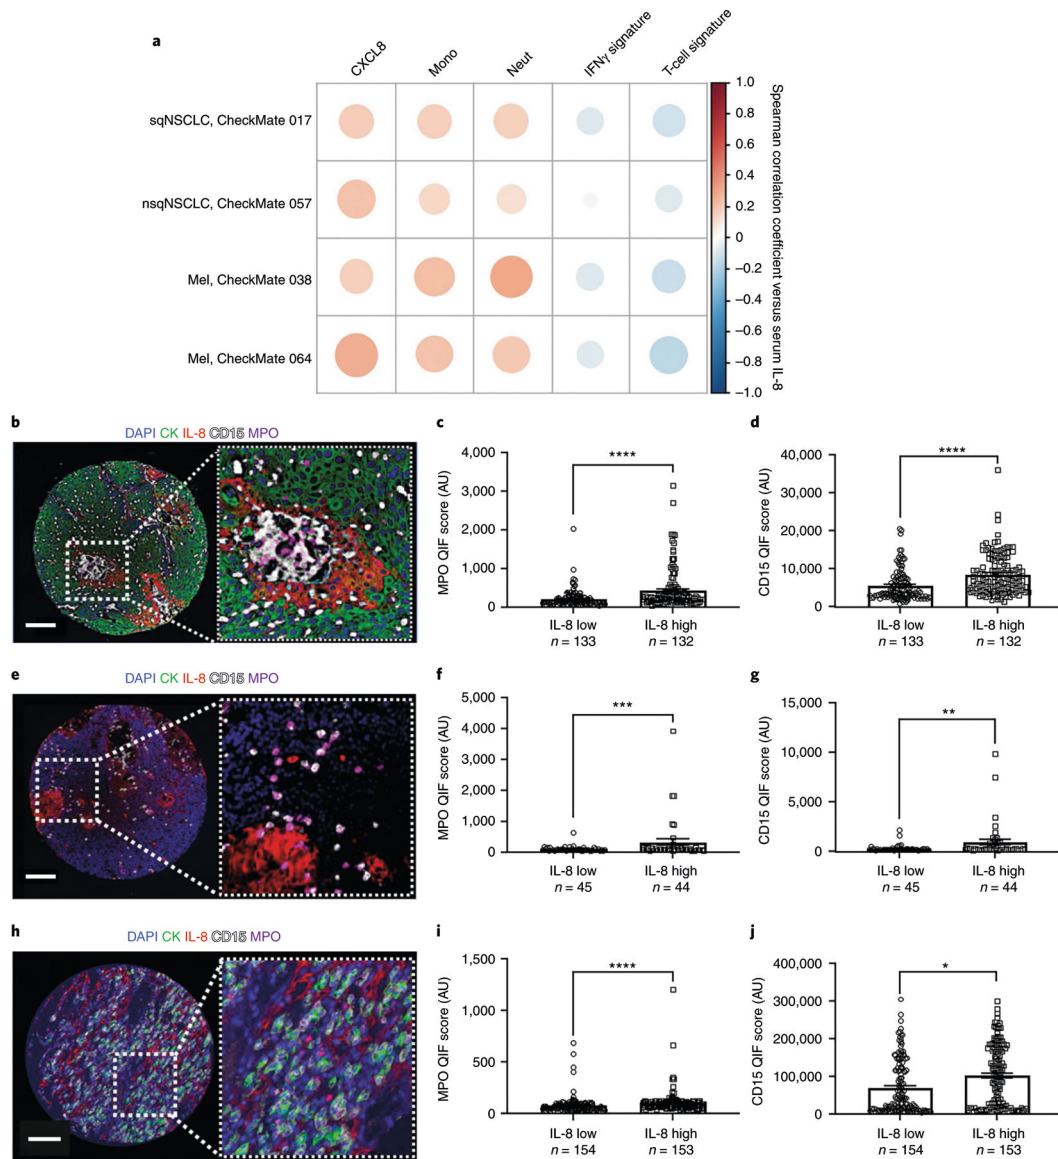 a
CXCL8
Mono
Neut
IFNγ signature
T-cell signature
sqNSCLC, CheckMate 017
nsqNSCLC, CheckMate 057
Mel, CheckMate 038
Mel, CheckMate 064
1.0
0.8
0.6
0.4
0.2
0
−0.2
−0.4
−0.6
−0.8
−1.0
Spearman correlation coefficient versus serum IL-8
b
DAPI CK IL-8 CD15 MPO
c
MPO QIF score (AU)
4,000
3,000
2,000
1,000
0
****
IL-8 low
n = 133
IL-8 high
n = 132
d
CD15 QIF score (AU)
40,000
30,000
20,000
10,000
0
****
IL-8 low
n = 133
IL-8 high
n = 132
e
DAPI CK IL-8 CD15 MPO
f
MPO QIF score (AU)
5,000
4,000
3,000
2,000
1,000
0
***
IL-8 low
n = 45
IL-8 high
n = 44
g
CD15 QIF score (AU)
15,000
10,000
5,000
0
**
IL-8 low
n = 45
IL-8 high
n = 44
h
DAPI CK IL-8 CD15 MPO
i
MPO QIF score (AU)
1,500
1,000
500
0
****
IL-8 low
n = 154
IL-8 high
n = 153
j
CD15 QIF score (AU)
400,000
300,000
200,000
100,000
0
*
IL-8 low
n = 154
IL-8 high
n = 153